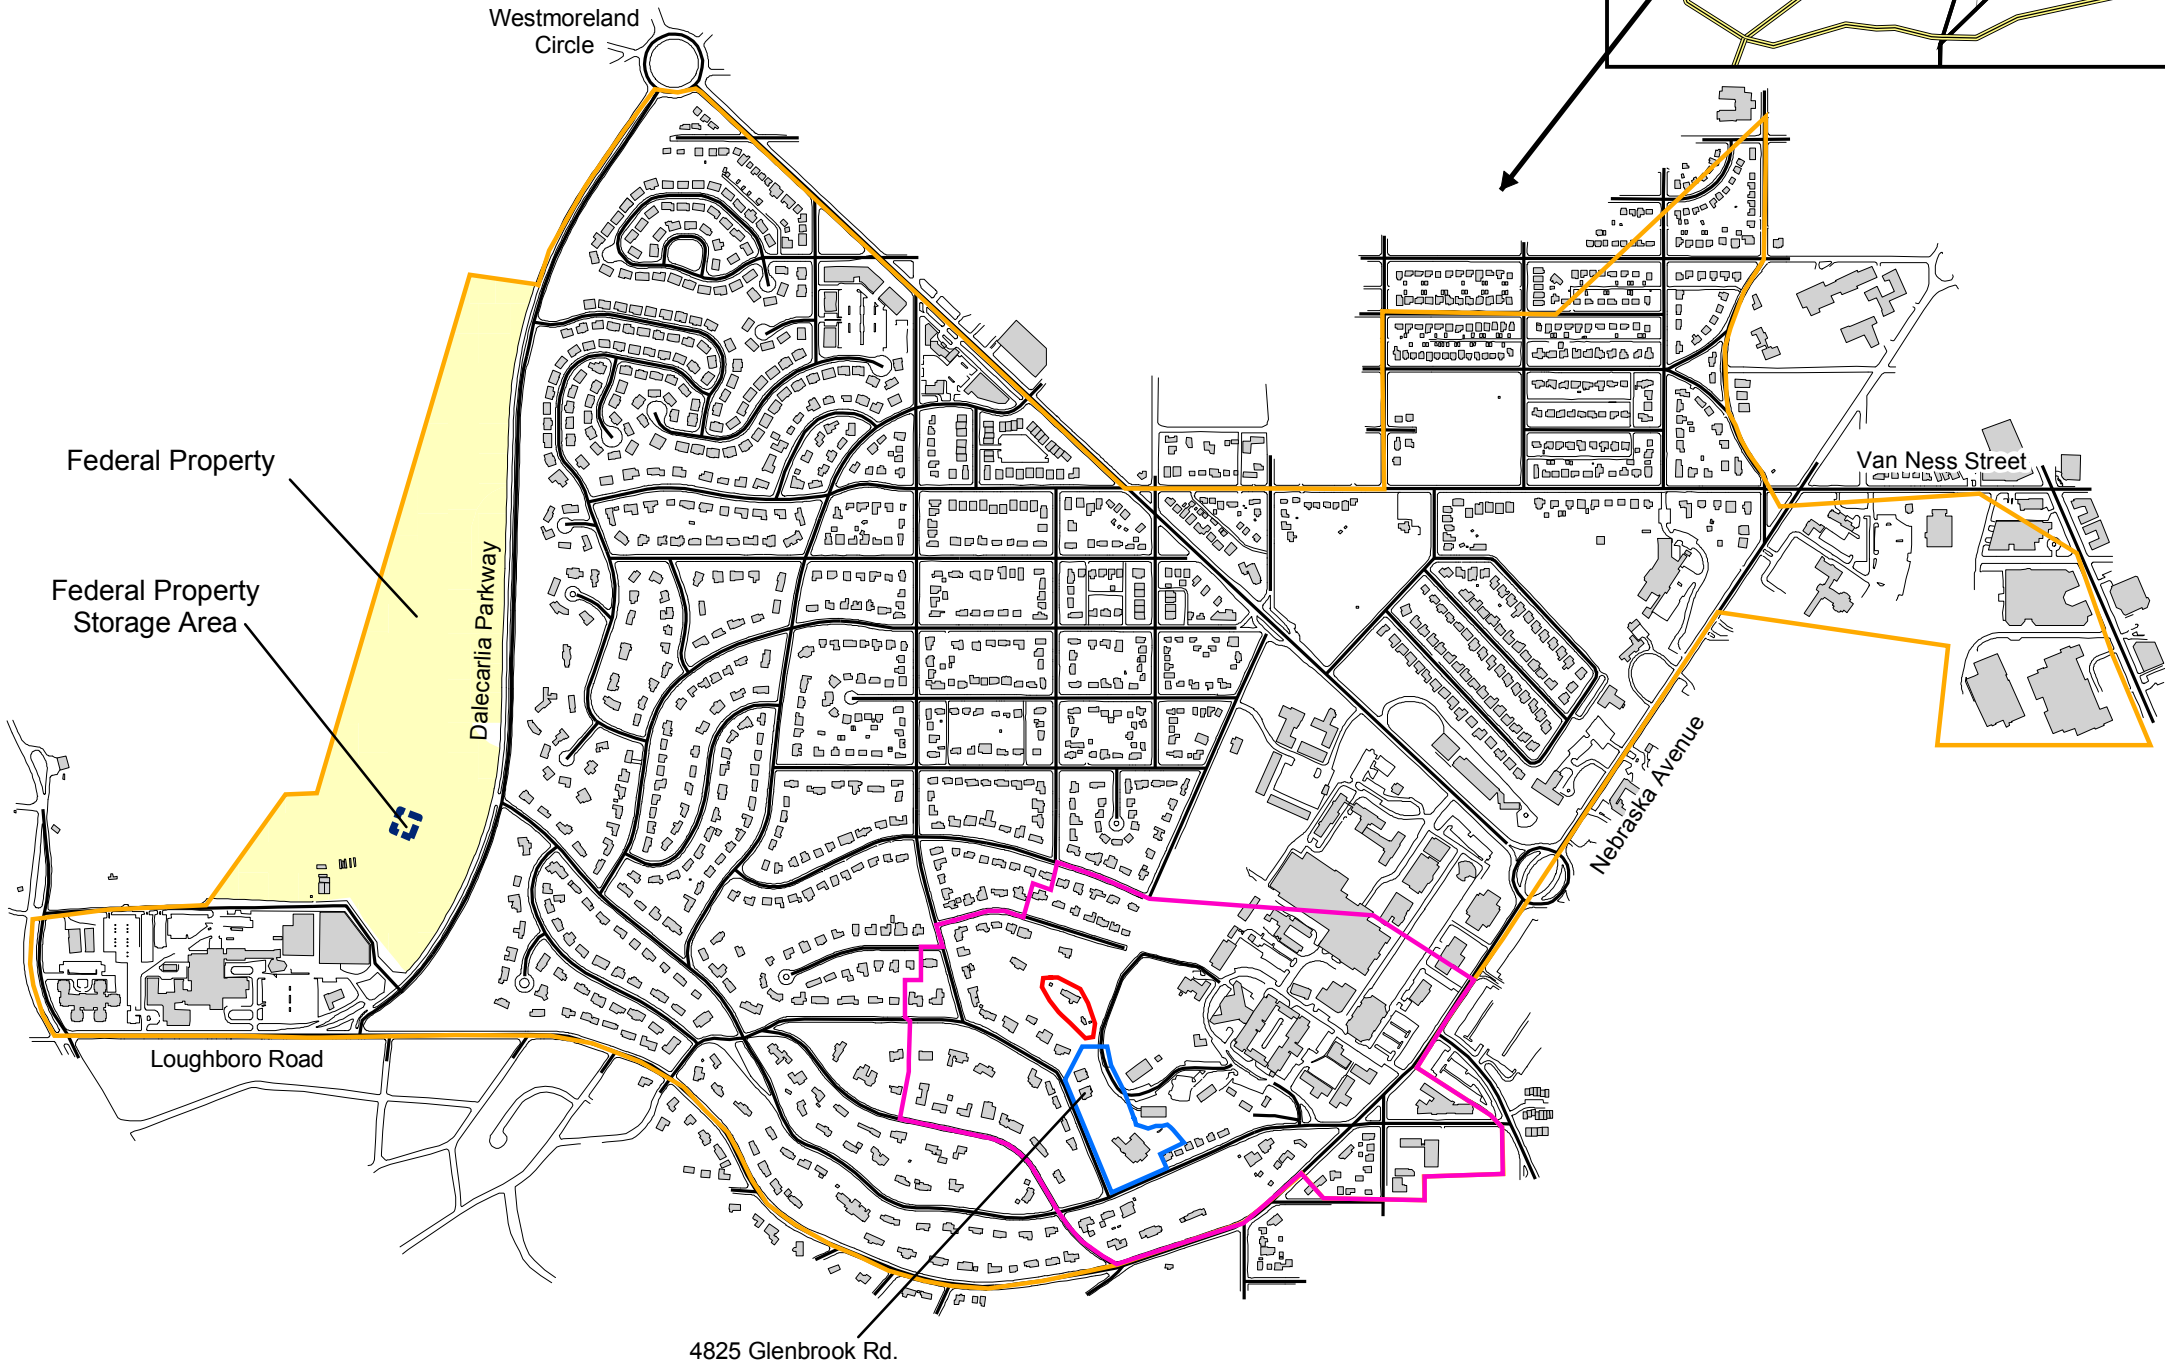 Westmoreland
Circle
Federal Property
Van Ness Street
Federal Property
Storage Area
Dalecarlia Parkway
Nebraska Avenue
Loughboro Road
4825 Glenbrook Rd.